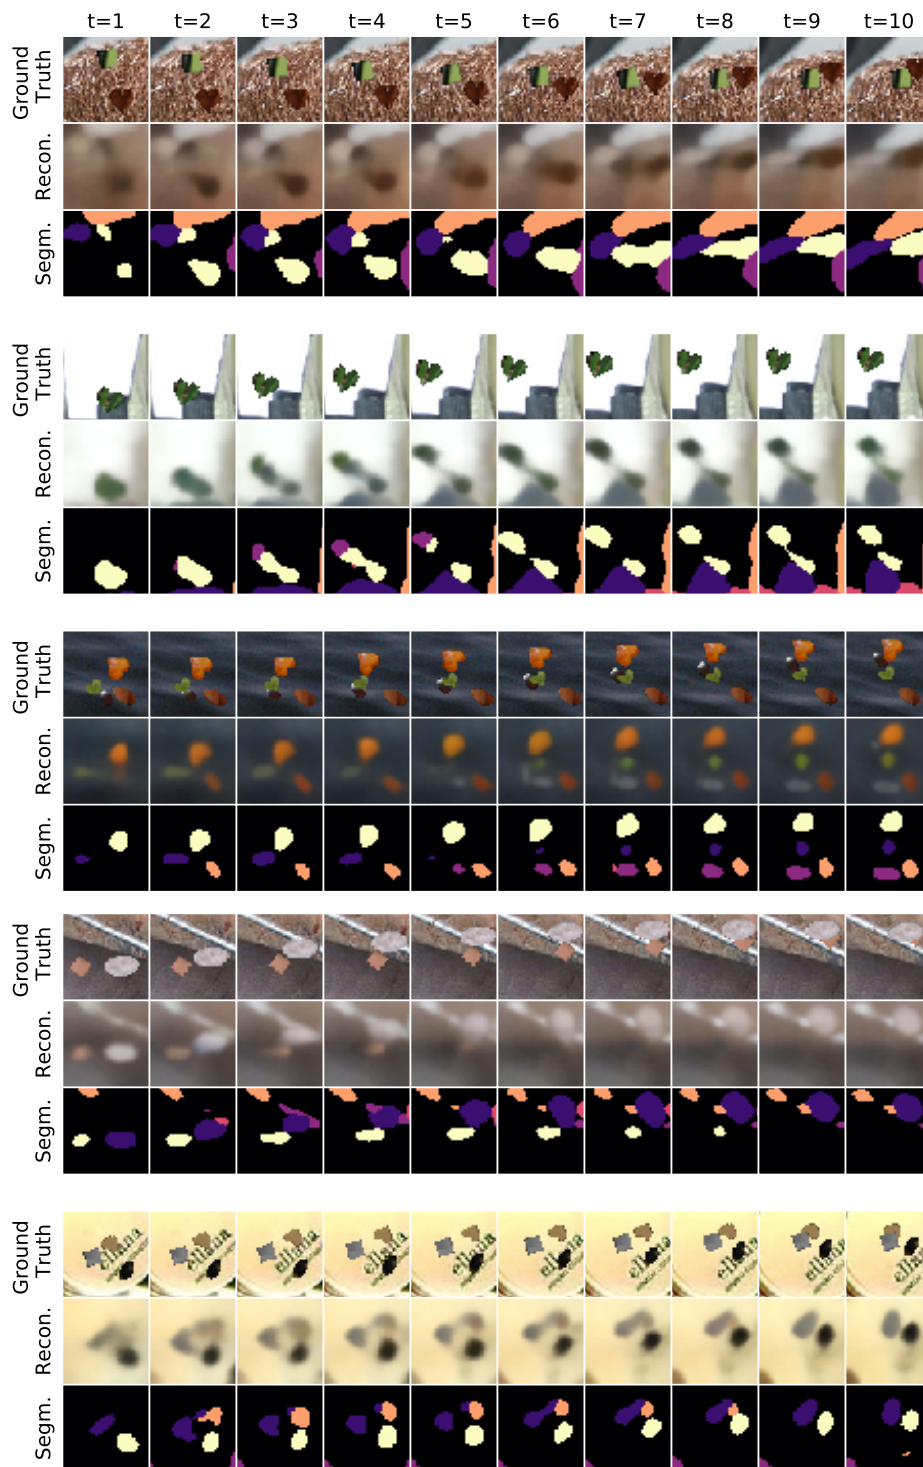 t=1 t=2 t=3 t=4 t=5 t=6 t=7 t=8 t=9 t=10
Ground
Truth
Recon.
Segm.
Ground
Truth
Recon.
Segm.
Ground
Truth
Recon.
Segm.
Ground
Truth
Recon.
Segm.
Ground
Truth
eliana
Recon.
Segm.